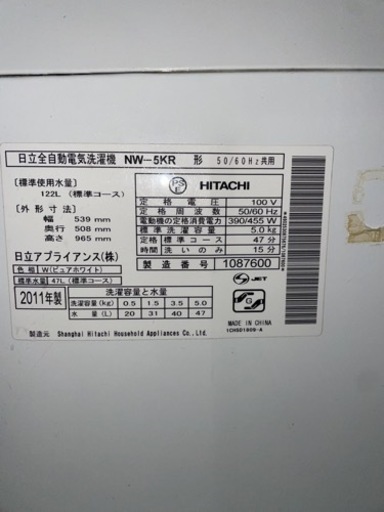 日立全自動電気洗濯機 NW-5KR 形 50/60Hz共用
[標準使用水量]
122L (標準コース)
[外形寸法]
幅 539 mm
奥行 508 mm
高さ 965 mm
日立アプライアンス(株)
色相 W(ピュアホワイト)
標準水量 47L (標準コース)
PS E
HITACHI
定格電圧 100 V
定格周波数 50/60 Hz
電動機の定格消費電力 390/455 W
標準洗濯容量 5.0kg
定格 標準コース 47 分
時間 洗いのみ 15 分
製造番号 1087600
2011年製
洗濯容量と水量
洗濯容量(kg) 0.5 1.5 3.5 5.0
水量(L) 20 31 40 47
JET
MADE IN CHINA
製造元 Shanghai Hitachi Household Appliances Co., Ltd.